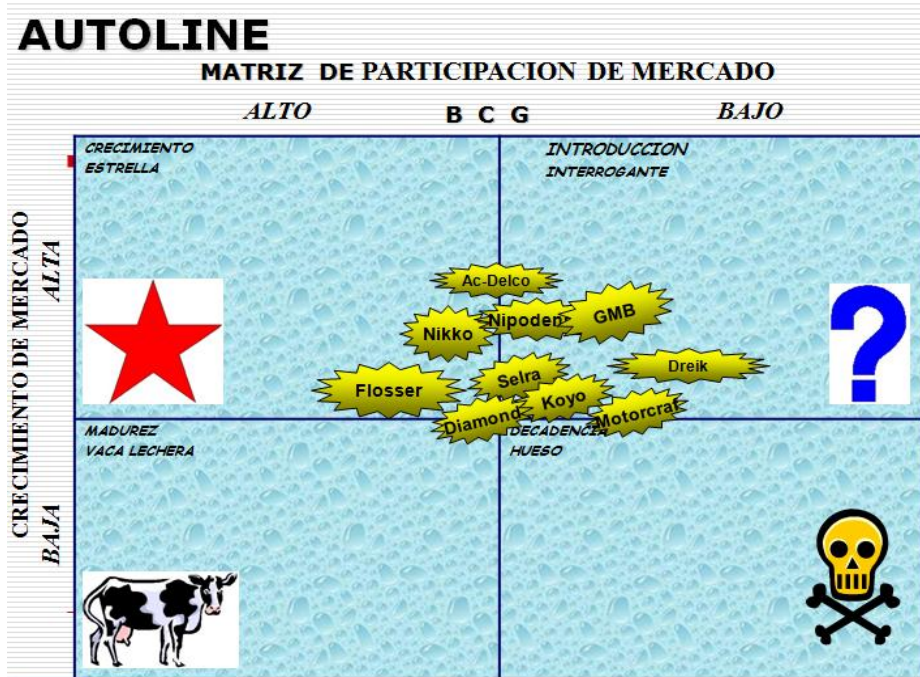 AUTOLINE
MATRIZ DE PARTICIPACION DE MERCADO
ALTO
B C G
BAJO
CRECIMIENTO DE MERCADO
ALTA
BAJA
CRECIMIENTO
ESTRELLA
INTRODUCCION
INTERROGANTE
Ac-Delco
Nikko
Nipoden
GMB
Flosser
Selra
Dreik
Diamond
Koyo
Motorcraf
MADUREZ
VACA LECHERA
DECADENCIA
HUESO
?